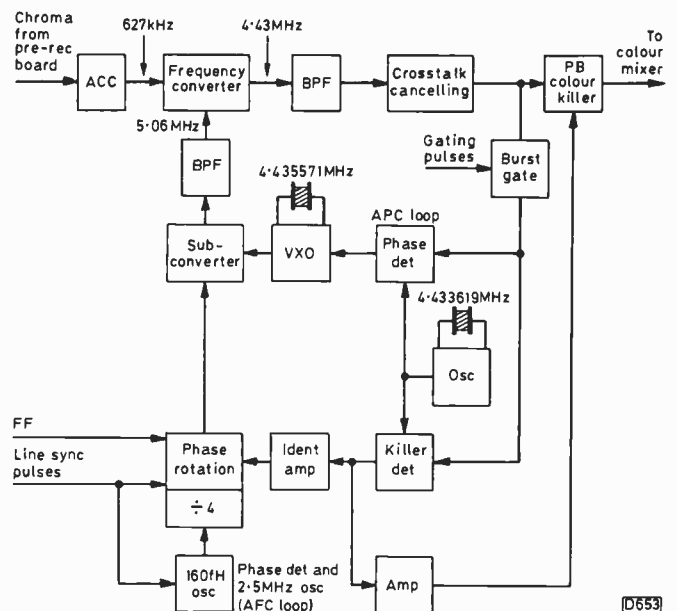 Chroma
from
pre-rec
board
627kHz
4·43MHz
To
colour
mixer
ACC
Frequency
converter
BPF
Crosstalk
cancelling
PB
colour
killer
5·06MHz
BPF
4·435571MHz
Gating
pulses
Burst
gate
APC loop
Sub-
converter
VXO
Phase
det
4·433619MHz
Osc
FF
Line sync
pulses
Phase
rotation
÷4
Ident
amp
Killer
det
160fH
osc
Phase det and
2·5MHz osc
(AFC loop)
Amp
D653